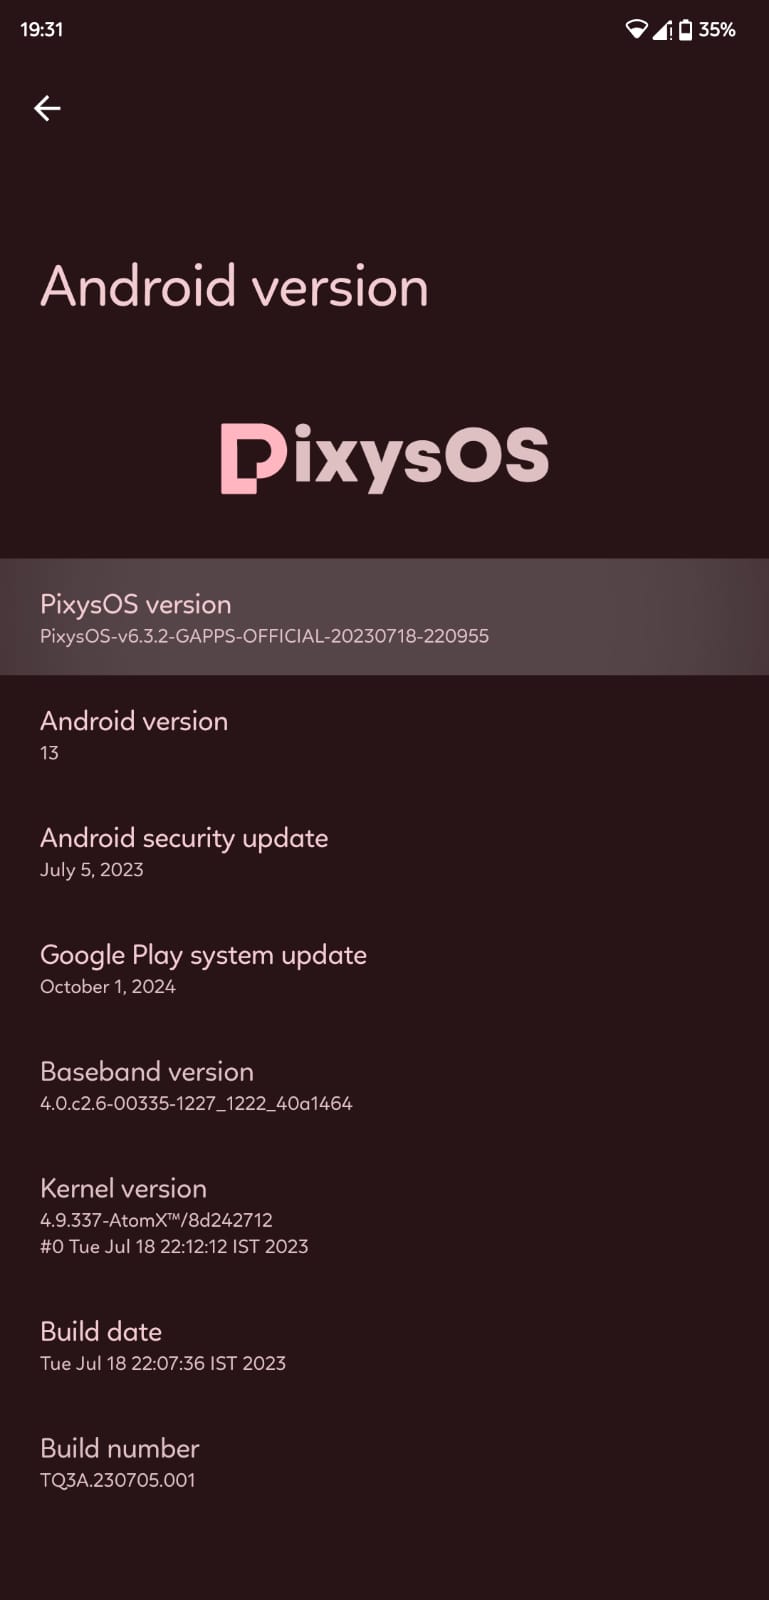 19:31
35%
Android version
PixysOS
PixysOS version
PixysOS-v6.3.2-GAPPS-OFFICIAL-20230718-220955
Android version
13
Android security update
July 5, 2023
Google Play system update
October 1, 2024
Baseband version
4.0.c2.6-00335-1227_1222_40a1464
Kernel version
4.9.337-AtomX™/8d242712
#0 Tue Jul 18 22:12:12 IST 2023
Build date
Tue Jul 18 22:07:36 IST 2023
Build number
TQ3A.230705.001